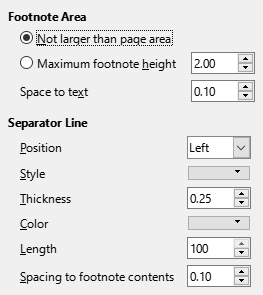 Footnote Area
Not larger than page area
Maximum footnote height 2.00
Space to text 0.10
Separator Line
Position Left
Style
Thickness 0.25
Color
Length 100
Spacing to footnote contents 0.10